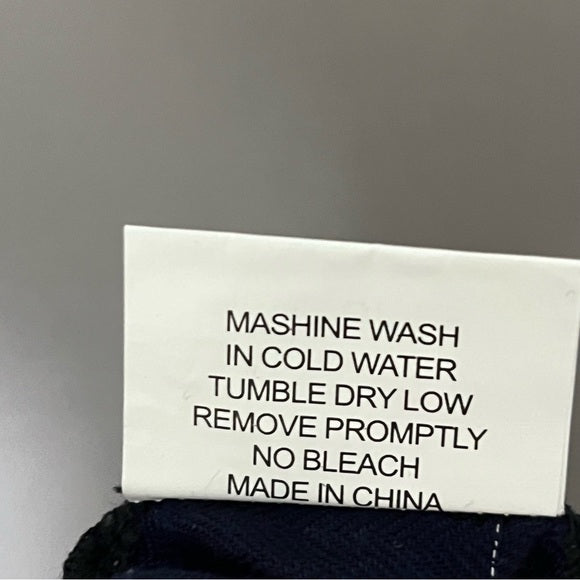 MASHINE WASH
IN COLD WATER
TUMBLE DRY LOW
REMOVE PROMPTLY
NO BLEACH
MADE IN CHINA